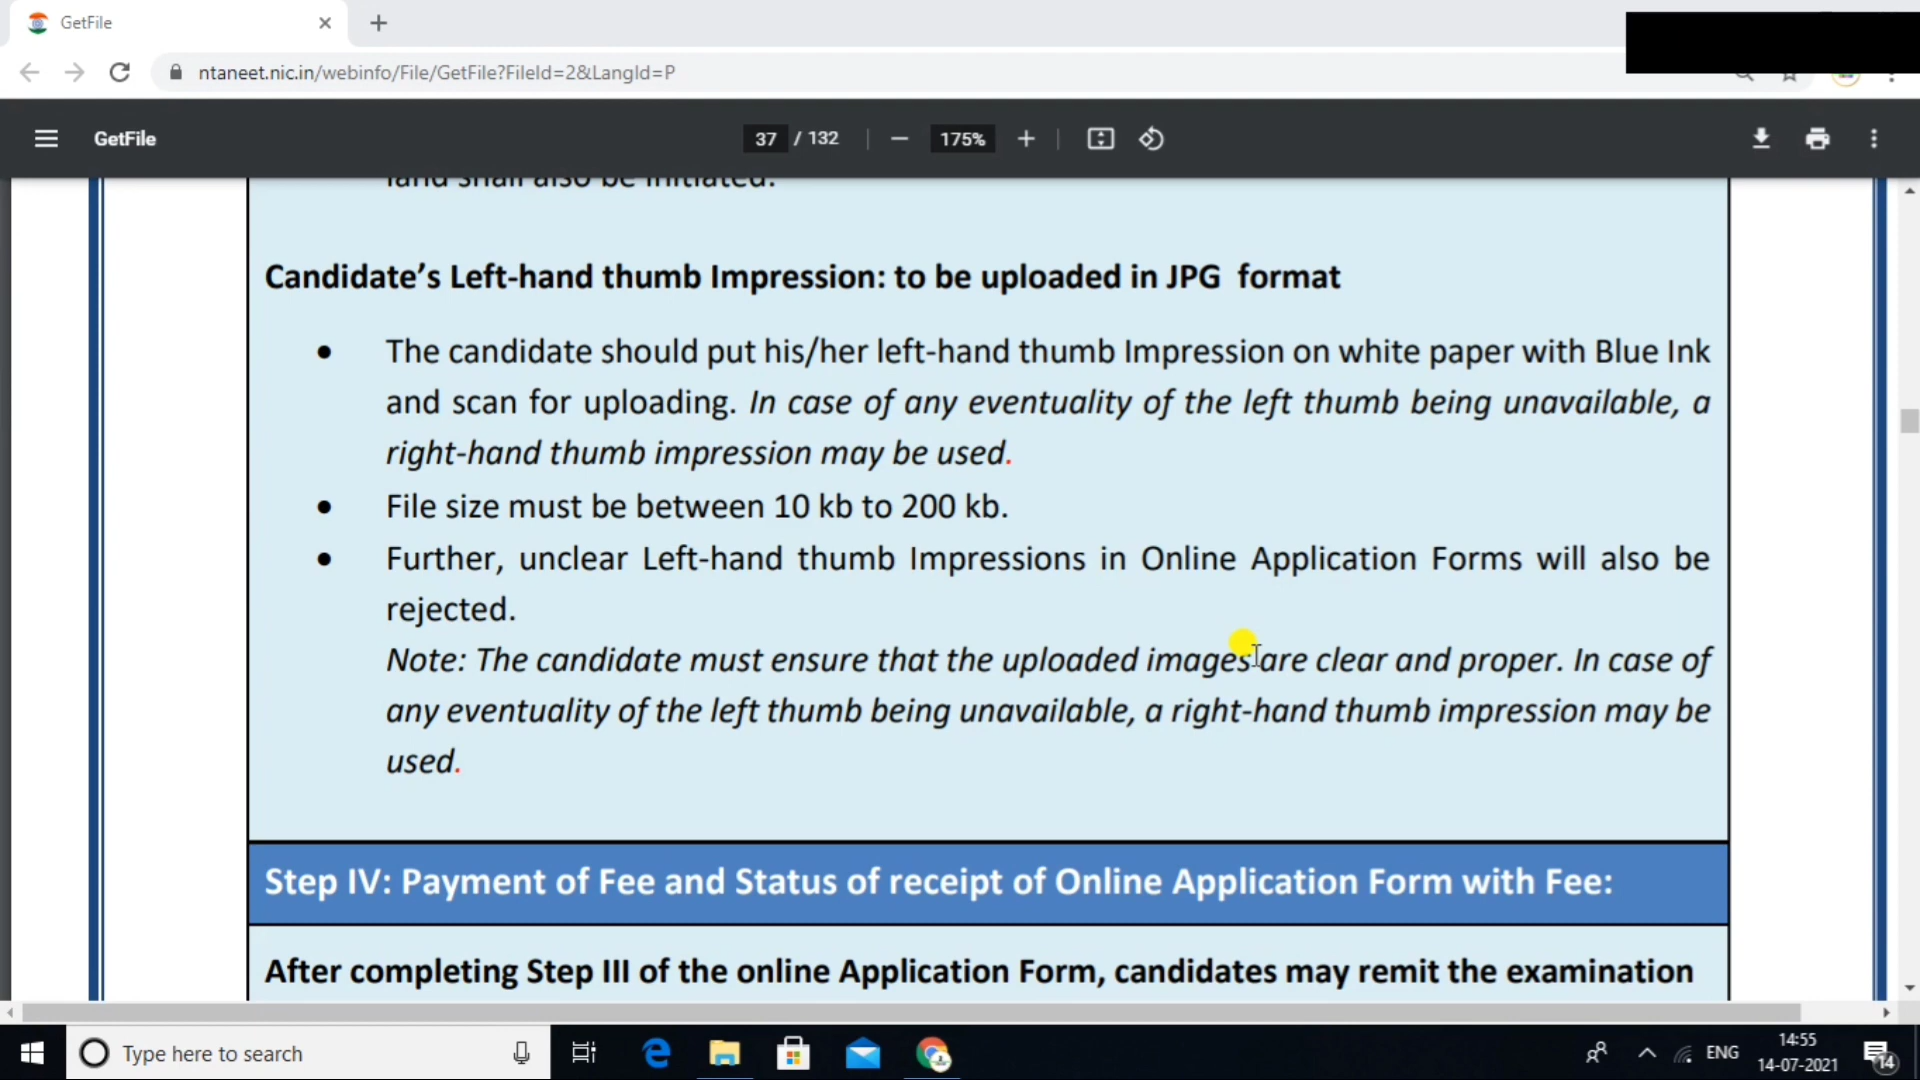 GetFile
ntaneet.nic.in/webinfo/File/GetFile?FileId=2&LangId=P
GetFile
37 / 132
175%
land shall also be initiated.
Candidate’s Left-hand thumb Impression: to be uploaded in JPG format
• The candidate should put his/her left-hand thumb Impression on white paper with Blue Ink
and scan for uploading. In case of any eventuality of the left thumb being unavailable, a
right-hand thumb impression may be used.
• File size must be between 10 kb to 200 kb.
• Further, unclear Left-hand thumb Impressions in Online Application Forms will also be
rejected.
Note: The candidate must ensure that the uploaded images are clear and proper. In case of
any eventuality of the left thumb being unavailable, a right-hand thumb impression may be
used.
Step IV: Payment of Fee and Status of receipt of Online Application Form with Fee:
After completing Step III of the online Application Form, candidates may remit the examination
Type here to search
ENG
14:55
14-07-2021
14